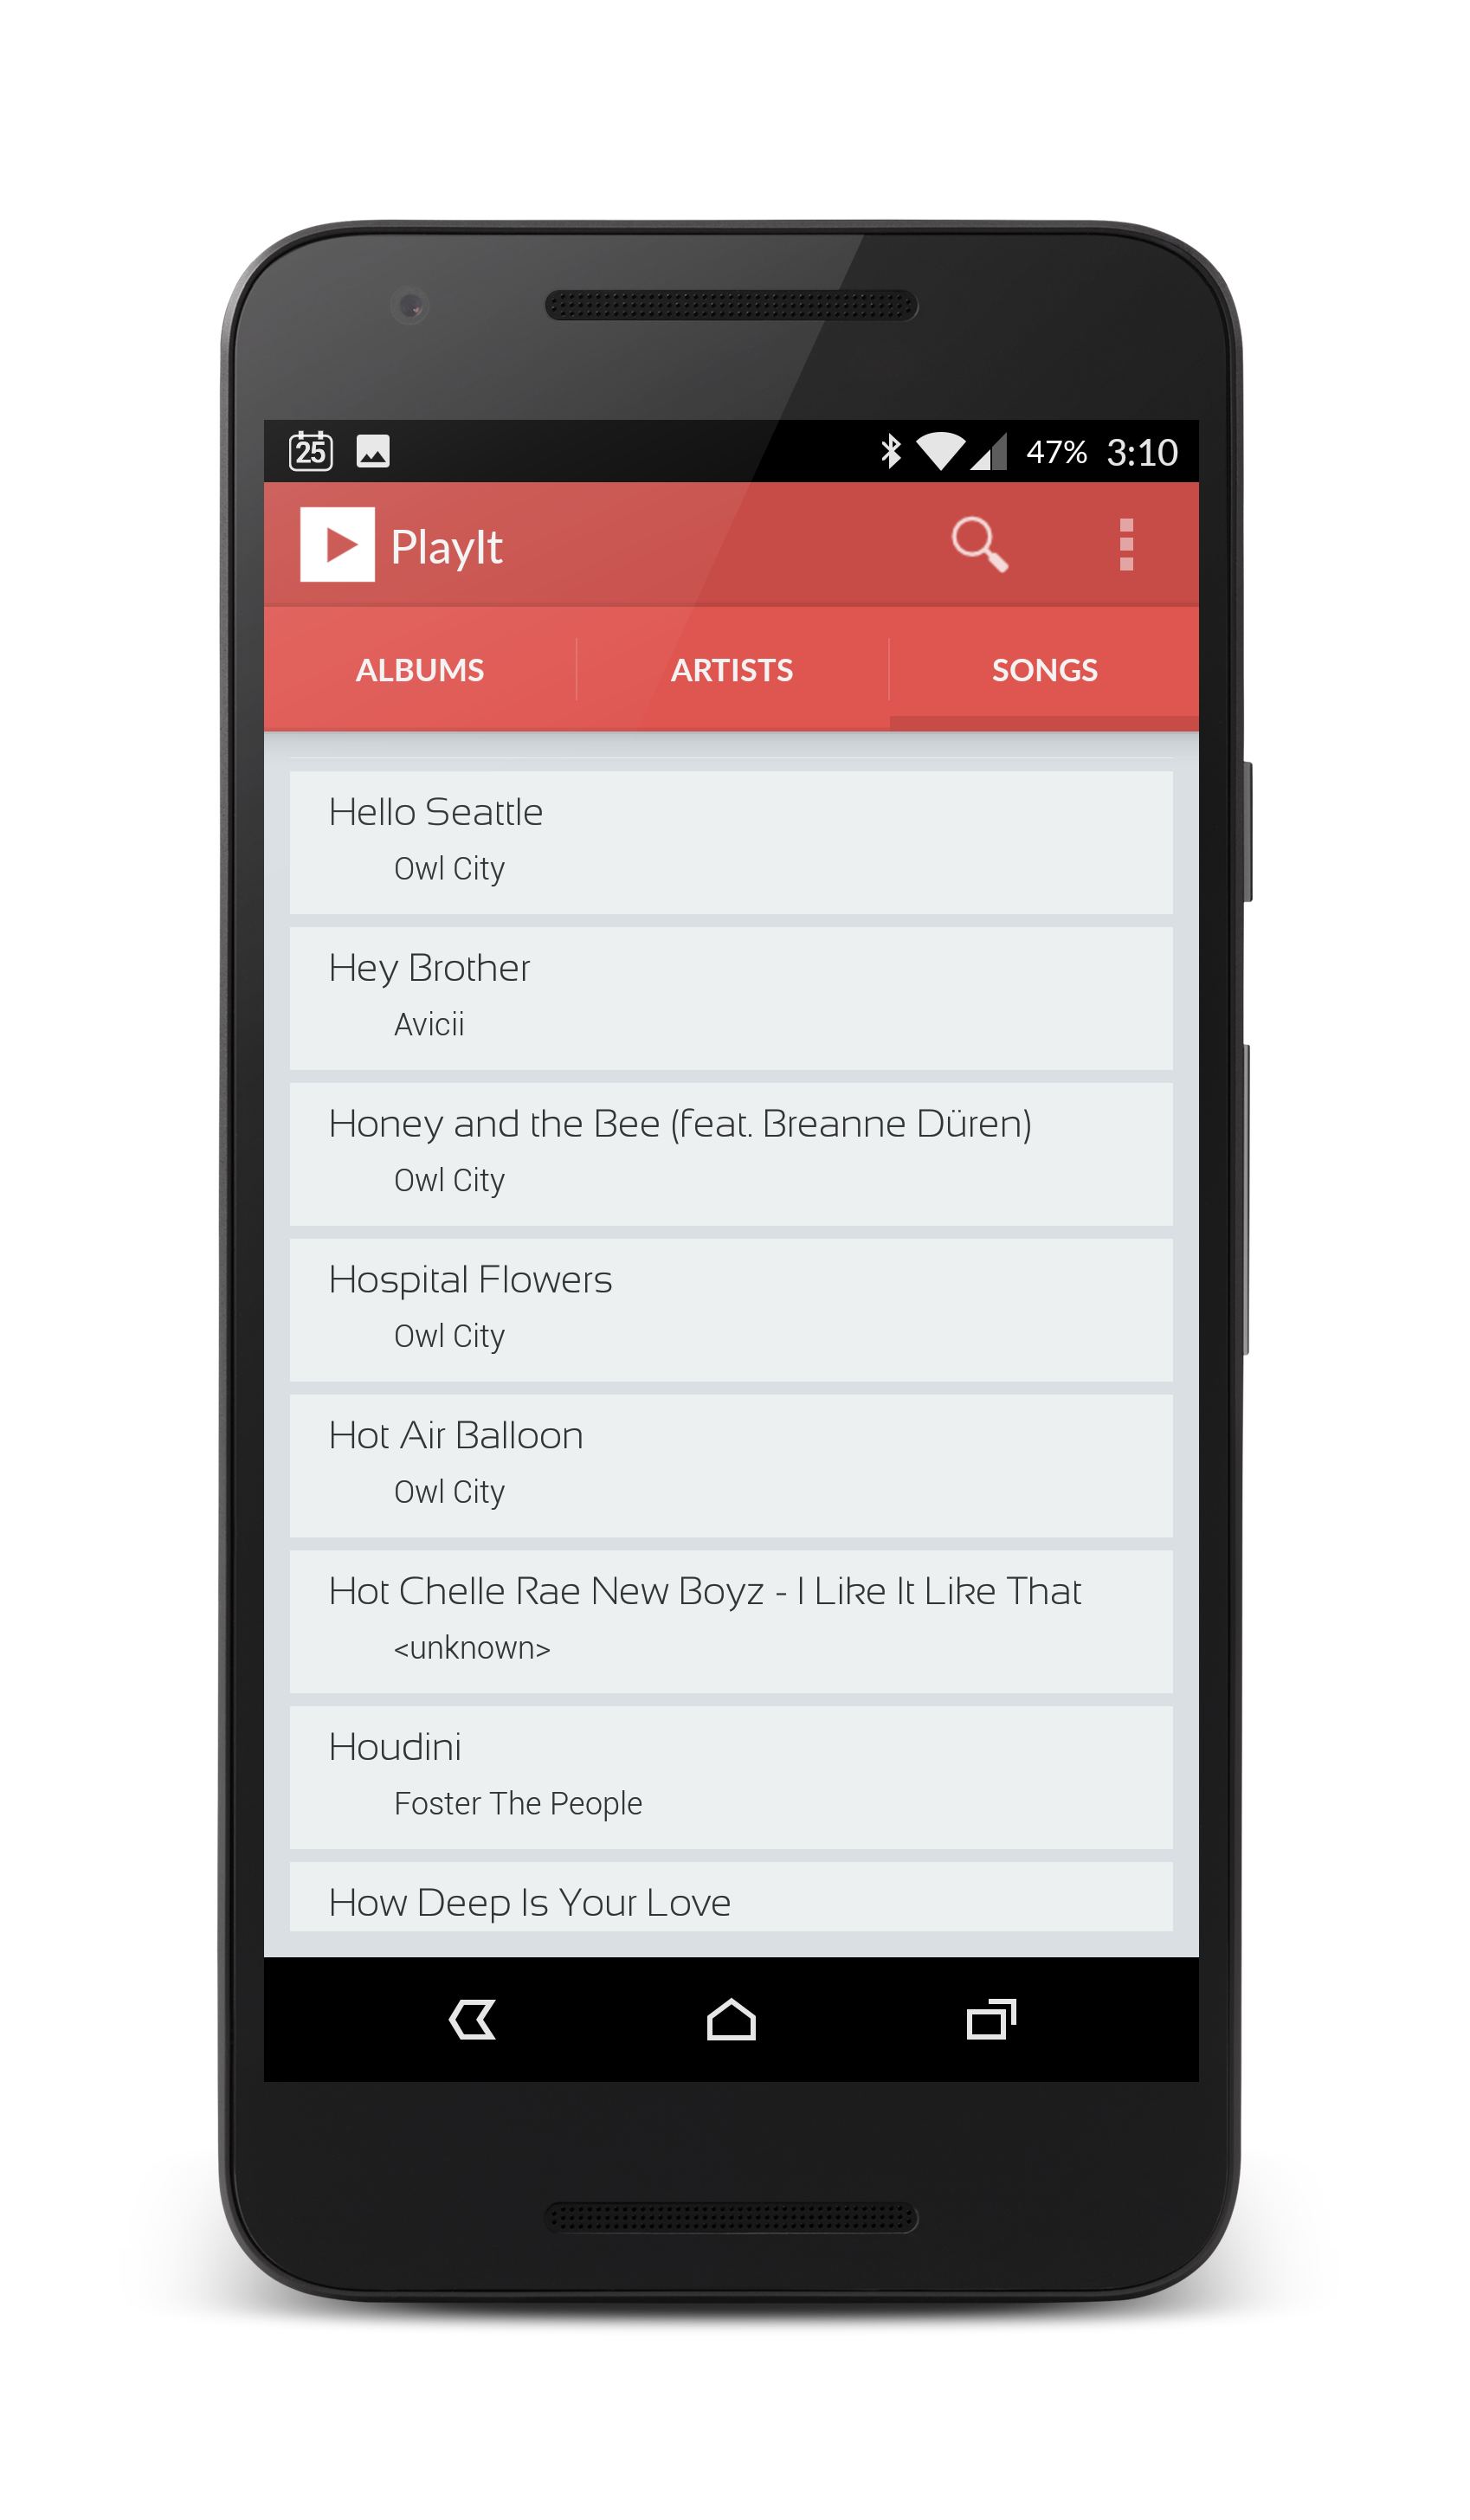 25
47% 3:10
PlayIt
ALBUMS ARTISTS SONGS
Hello Seattle
Owl City
Hey Brother
Avicii
Honey and the Bee (feat. Breanne Düren)
Owl City
Hospital Flowers
Owl City
Hot Air Balloon
Owl City
Hot Chelle Rae New Boyz - I Like It Like That
<unknown>
Houdini
Foster The People
How Deep Is Your Love